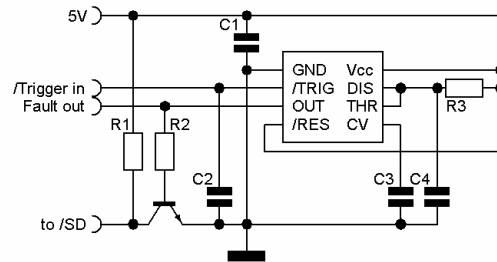 5V
C1
GND Vcc
/Trigger in /TRIG DIS
Fault out OUT THR R3
R1 R2 /RES CV
C2 C3 C4
to /SD